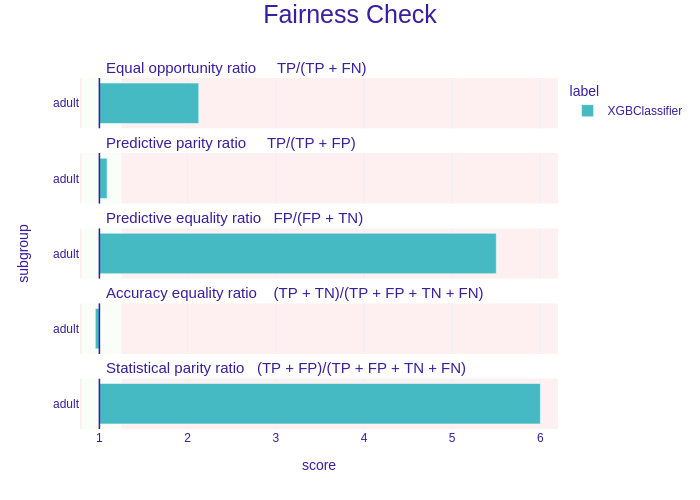 Fairness Check
Equal opportunity ratio TP/(TP + FN)
adult
label
XGBClassifier
Predictive parity ratio TP/(TP + FP)
adult
Predictive equality ratio FP/(FP + TN)
adult
subgroup
Accuracy equality ratio (TP + TN)/(TP + FP + TN + FN)
adult
Statistical parity ratio (TP + FP)/(TP + FP + TN + FN)
adult
1 2 3 4 5 6
score